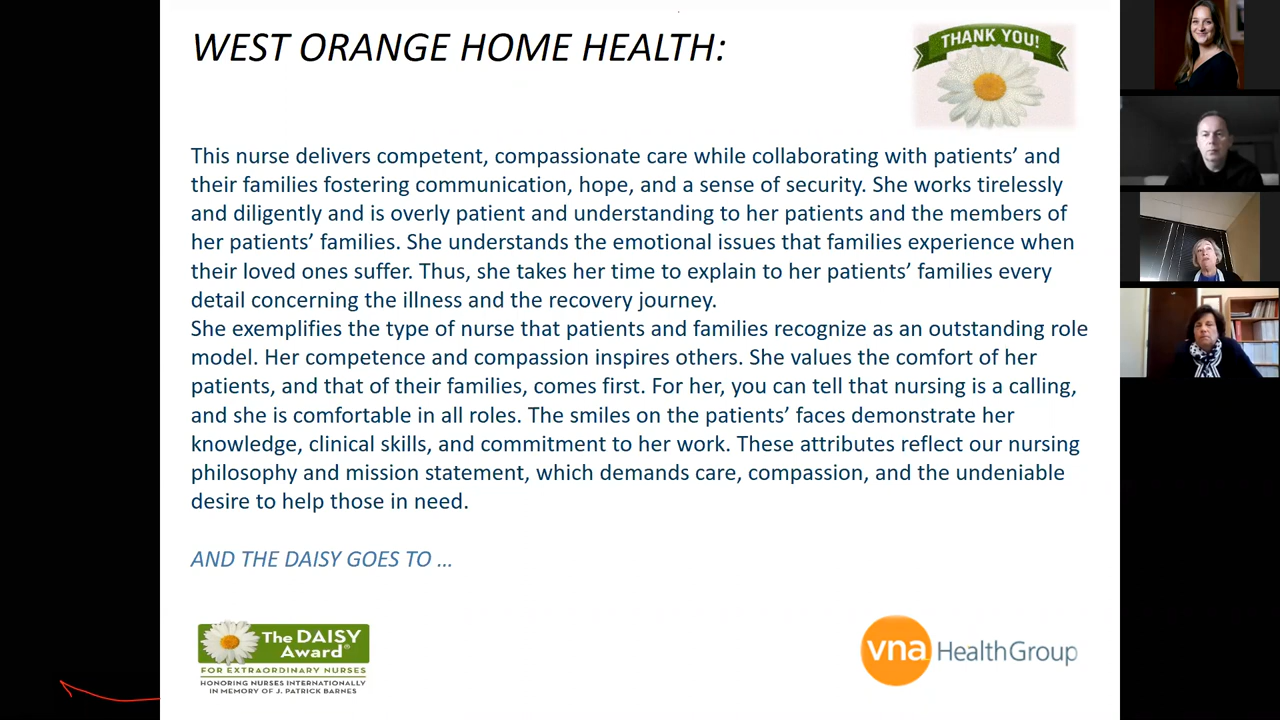 WEST ORANGE HOME HEALTH:
THANK YOU!
This nurse delivers competent, compassionate care while collaborating with patients’ and
their families fostering communication, hope, and a sense of security. She works tirelessly
and diligently and is overly patient and understanding to her patients and the members of
her patients’ families. She understands the emotional issues that families experience when
their loved ones suffer. Thus, she takes her time to explain to her patients’ families every
detail concerning the illness and the recovery journey.
She exemplifies the type of nurse that patients and families recognize as an outstanding role
model. Her competence and compassion inspires others. She values the comfort of her
patients, and that of their families, comes first. For her, you can tell that nursing is a calling,
and she is comfortable in all roles. The smiles on the patients’ faces demonstrate her
knowledge, clinical skills, and commitment to her work. These attributes reflect our nursing
philosophy and mission statement, which demands care, compassion, and the undeniable
desire to help those in need.
AND THE DAISY GOES TO …
The DAISY
Award®
FOR EXTRAORDINARY NURSES
HONORING NURSES INTERNATIONALLY
IN MEMORY OF J. PATRICK BARNES
vna HealthGroup